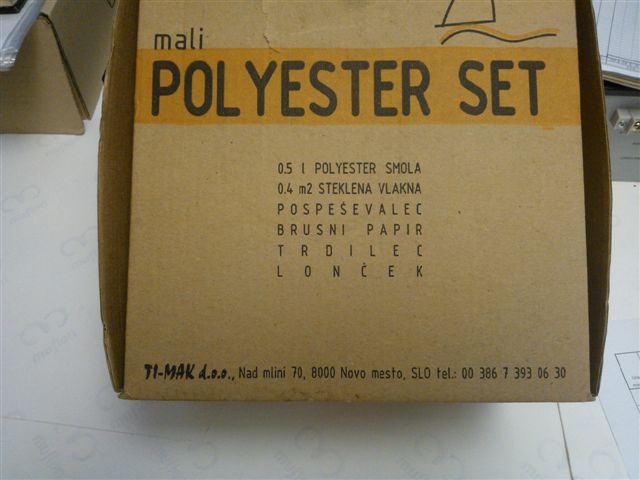 mali
POLYESTER SET
0.5 l POLYESTER SMOLA
0.4 m2 STEKLENA VLAKNA
POSPEŠEVALEC
BRUSNI PAPIR
TRDILEC
LONČEK
TI-MAK d.o.o., Nad mlini 70, 8000 Novo mesto, SLO tel.: 00 386 7 393 06 30